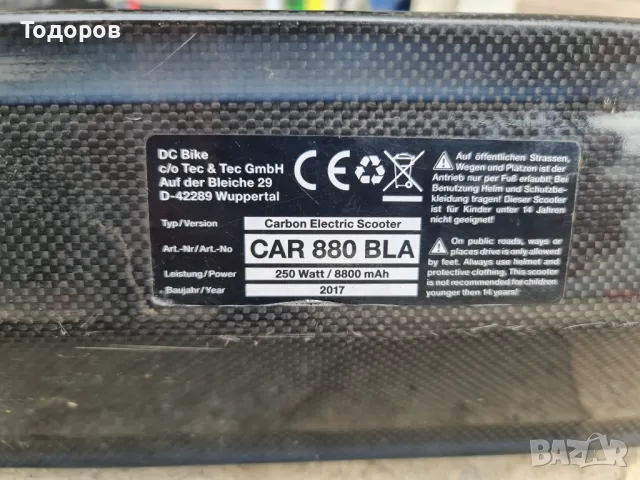 Тодоров
DC Bike
c/o Tec & Tec GmbH
Auf der Bleiche 29
D-42289 Wuppertal
CE
Auf öffentlichen Strassen,
Wegen und Plätzen ist der
Antrieb nur per Fuß erlaubt! Bei
Benutzung Helm und Schutzbe-
kleidung tragen! Dieser Scooter
ist für Kinder unter 14 Jahren
nicht geeignet!
Typ/Version Carbon Electric Scooter
Art.-Nr/Art.-No CAR 880 BLA
Leistung/Power 250 Watt / 8800 mAh
Baujahr/Year 2017
On public roads, ways or
places drive is only allowed
by feet. Always use helmet and
protective clothing. This scooter
is not recommended for children
younger then 14 years!
BAZAR